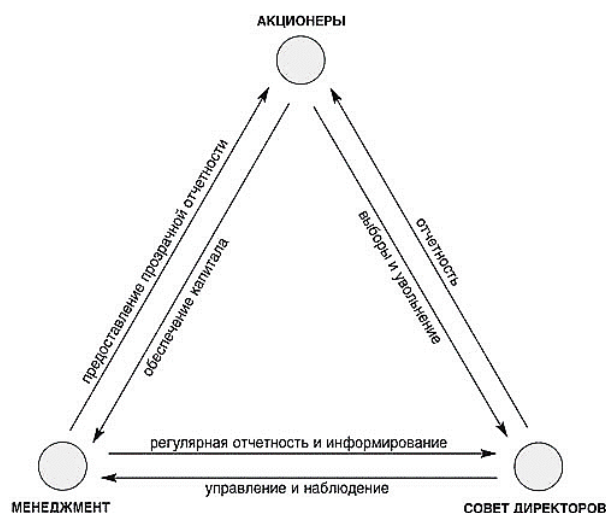 АКЦИОНЕРЫ
предоставление прозрачной отчетности
обеспечение капитала
выборы и увольнение
отчетность
регулярная отчетность и информирование
управление и наблюдение
МЕНЕДЖМЕНТ
СОВЕТ ДИРЕКТОРОВ